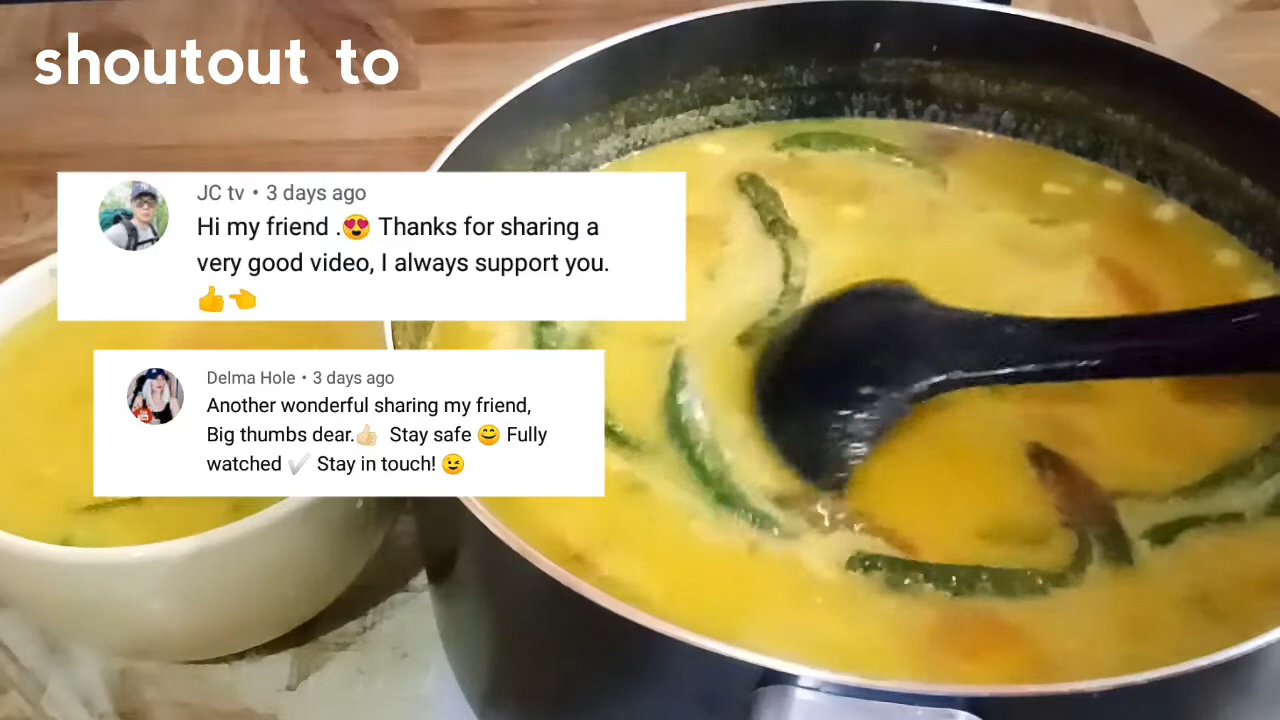 shoutout to
JC tv • 3 days ago
Hi my friend .😍 Thanks for sharing a
very good video, I always support you.
👍👈
Delma Hole • 3 days ago
Another wonderful sharing my friend,
Big thumbs dear.👍🏻 Stay safe 😊 Fully
watched ✔️ Stay in touch! 😉